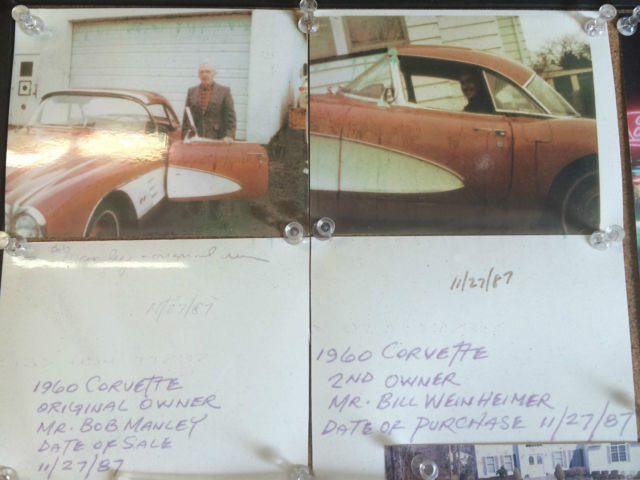 11/27/87
1960 CORVETTE
ORIGINAL OWNER
MR. BOB MANLEY
DATE OF SALE
11/27/87
11/27/87
1960 CORVETTE
2ND OWNER
MR. BILL WEINHEIMER
DATE OF PURCHASE 11/27/87